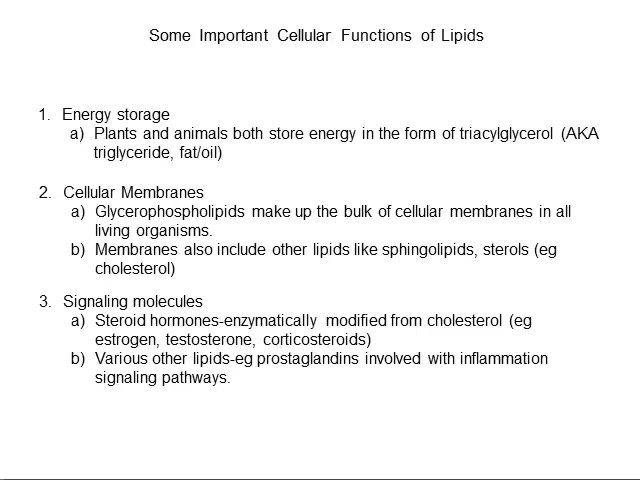 Some Important Cellular Functions of Lipids
1. Energy storage
a) Plants and animals both store energy in the form of triacylglycerol (AKA
triglyceride, fat/oil)
2. Cellular Membranes
a) Glycerophospholipids make up the bulk of cellular membranes in all
living organisms.
b) Membranes also include other lipids like sphingolipids, sterols (eg
cholesterol)
3. Signaling molecules
a) Steroid hormones-enzymatically modified from cholesterol (eg
estrogen, testosterone, corticosteroids)
b) Various other lipids-eg prostaglandins involved with inflammation
signaling pathways.